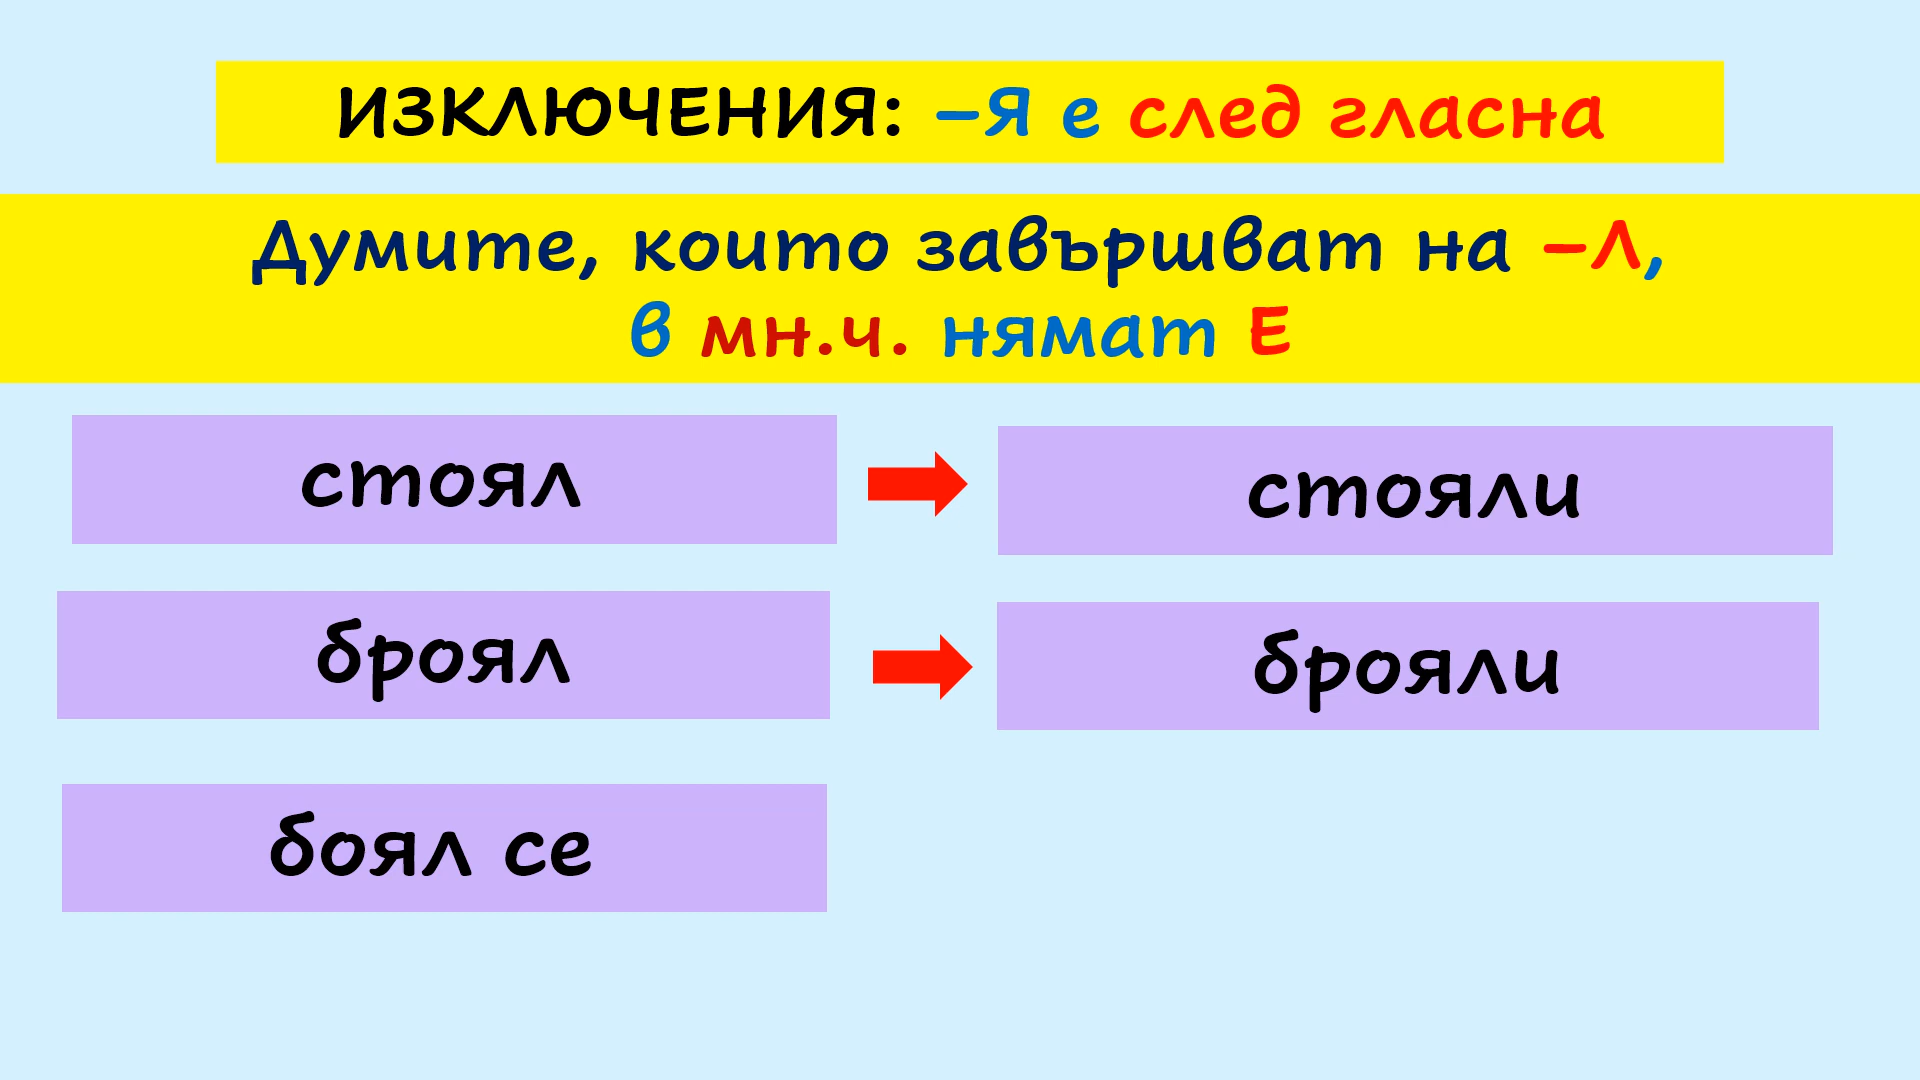 ИЗКЛЮЧЕНИЯ: –Я е след гласна
Думите, които завършват на –Л,
в мн.ч. нямат Е
стоял
стояли
броял
брояли
боял се